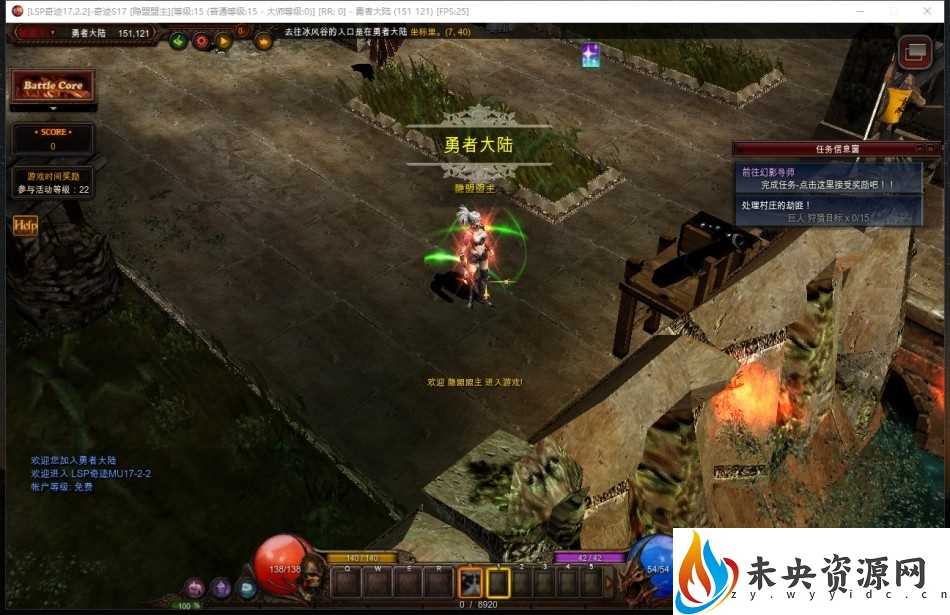 [LSP奇迹17,2.2]-奇迹S17 [隐盟盟主][等级:15 (普通等级:15 - 大师等级:0)] [RR: 0] - 勇者大陆 (151 121) [FPS:25]
勇者大陆 151,121
去往冰风谷的入口是在勇者大陆 坐标里。(7, 40)
Battle Core
SCORE
0
游戏时间奖励
参与活动等级 : 22
Help
勇者大陆
隐盟盟主
任务信息窗
前往幻影导师
完成任务-点击这里接受奖励吧！！
处理村庄的劫匪！
巨人 狩猎目标 x 0/15
欢迎 隐盟盟主 进入游戏!
欢迎您加入勇者大陆
欢迎进入 LSP奇迹MU17-2-2
帐户等级: 免费
138/138
140 / 140
42 / 42
54/54
Q W E R 2 3 4 5
100 %
0 / 8920
未央资源网
zy.wyyidc.cn